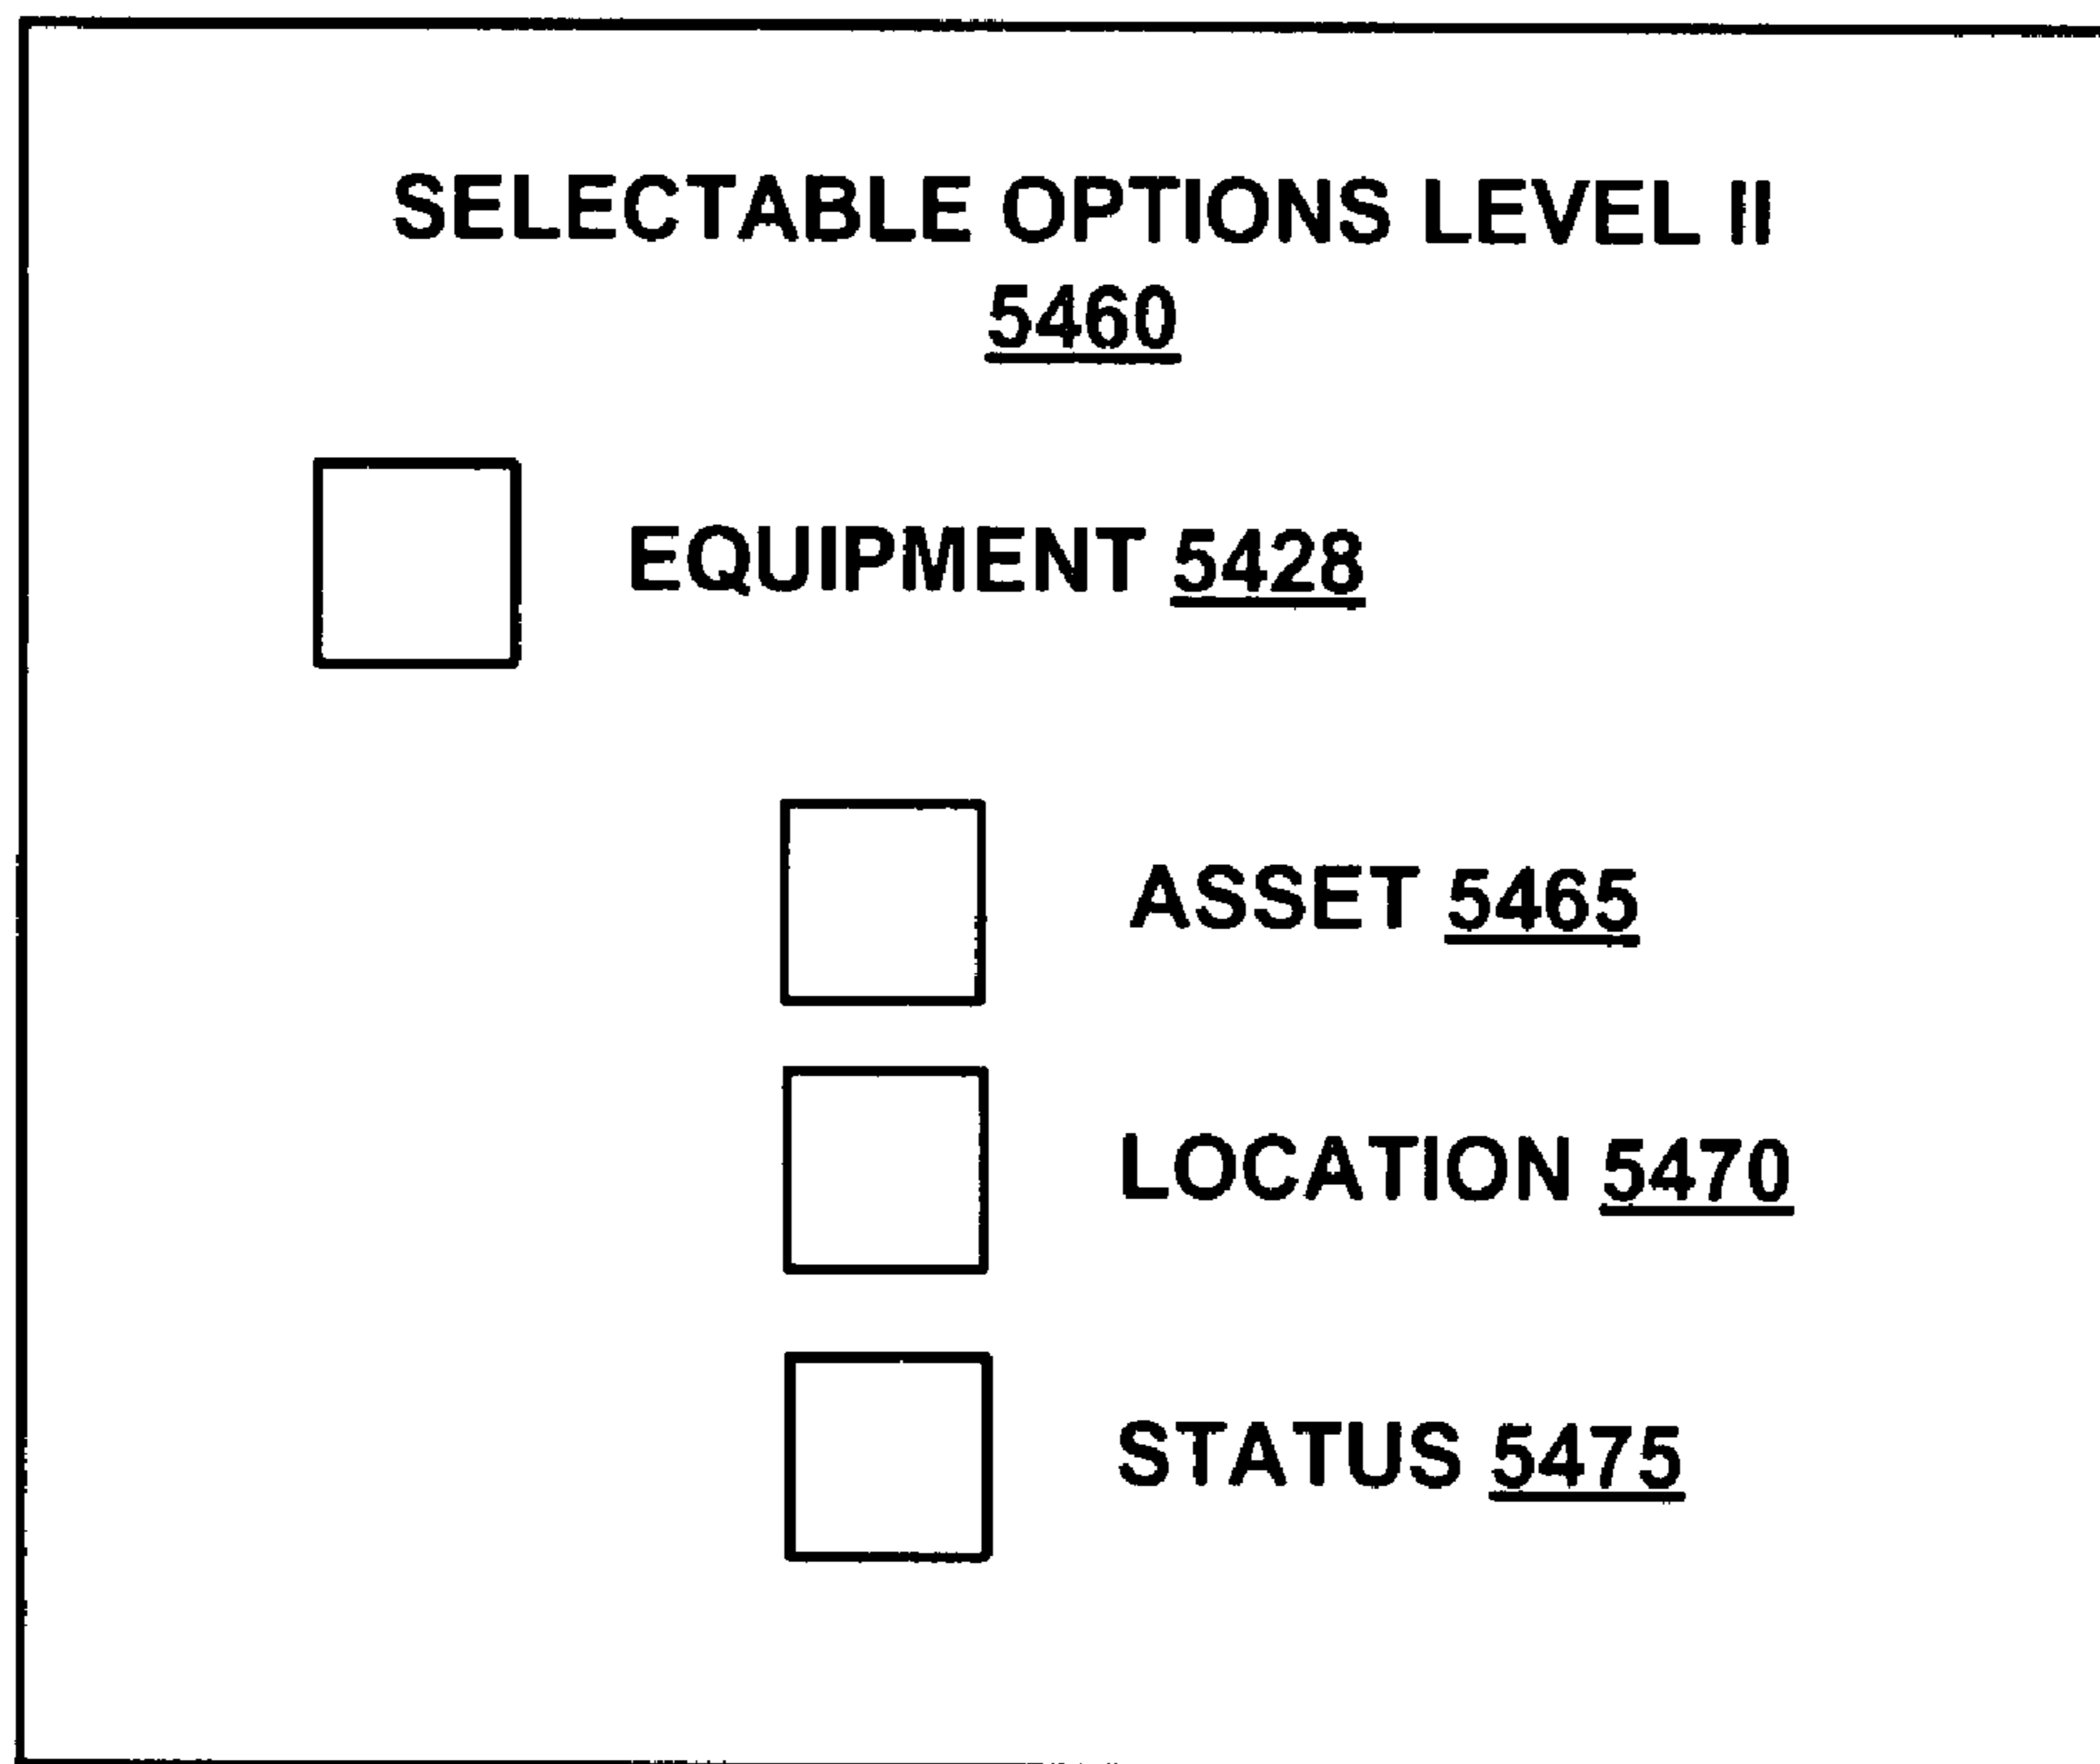 SELECTABLE OPTIONS LEVEL II
5460
EQUIPMENT 5428
ASSET 5465
LOCATION 5470
STATUS 5475